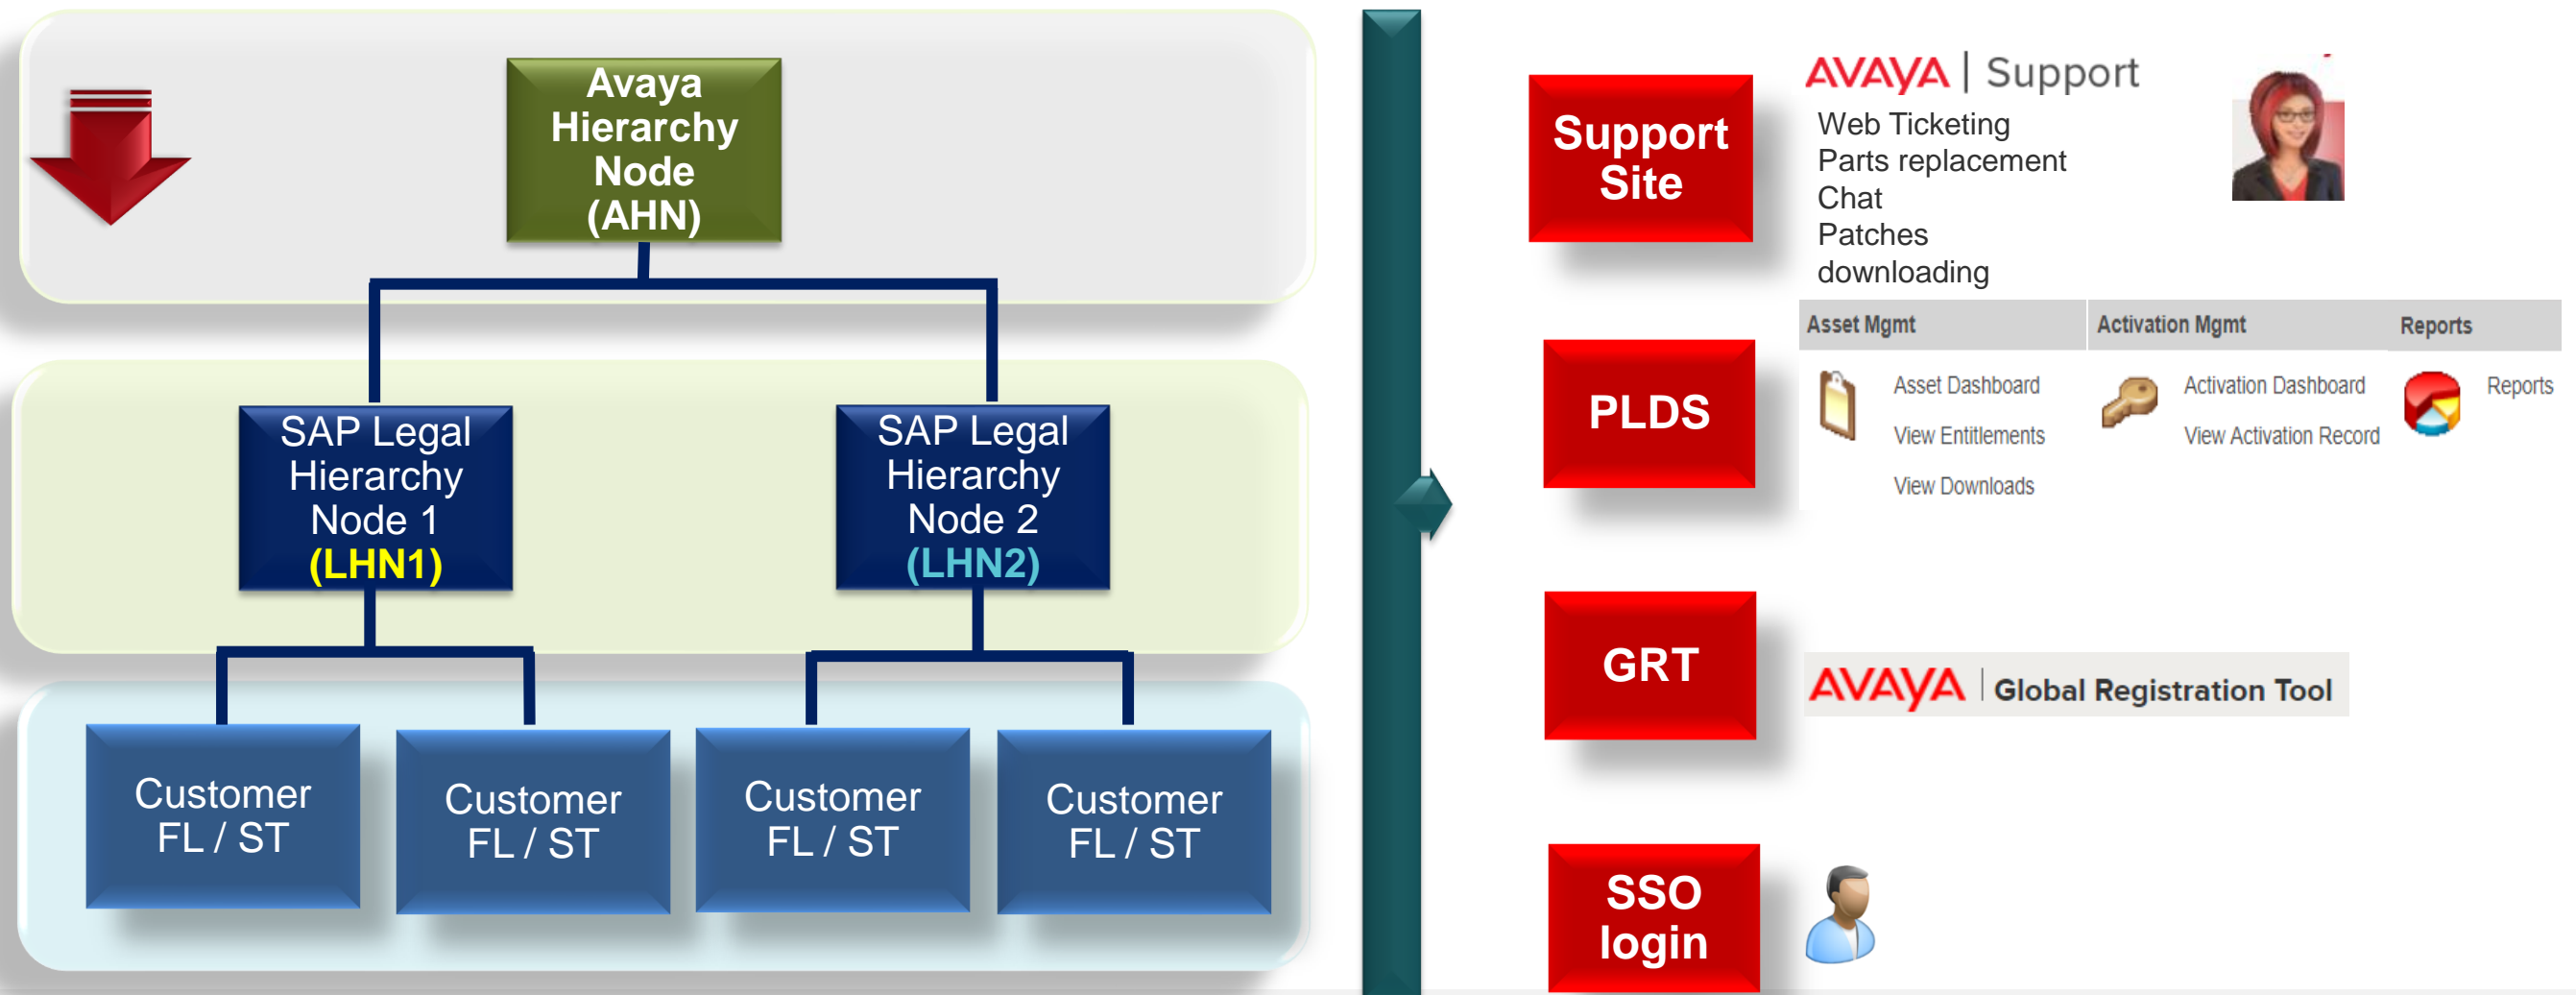 Avaya
Hierarchy
Node
(AHN)
SAP Legal
Hierarchy
Node 1
(LHN1)
SAP Legal
Hierarchy
Node 2
(LHN2)
Customer
FL / ST
Customer
FL / ST
Customer
FL / ST
Customer
FL / ST
Support
Site
AVAYA | Support
Web Ticketing
Parts replacement
Chat
Patches
downloading
PLDS
Asset Mgmt
Activation Mgmt
Reports
Asset Dashboard
Activation Dashboard
Reports
View Entitlements
View Activation Record
View Downloads
GRT
AVAYA | Global Registration Tool
SSO
login